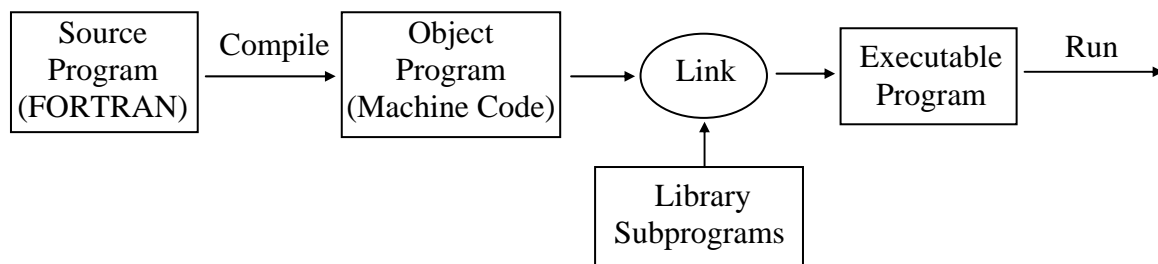 Source
Program
(FORTRAN)
Compile
Object
Program
(Machine Code)
Link
Executable
Program
Run
Library
Subprograms